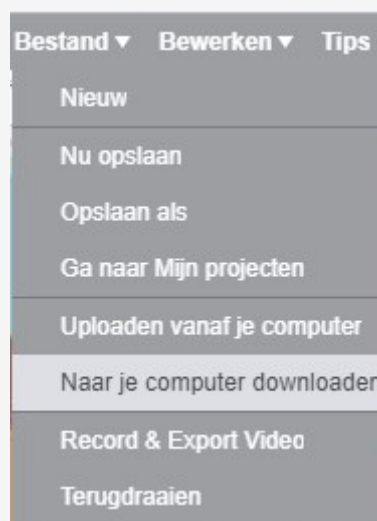 Bestand ▾ Bewerken ▾ Tips
Nieuw
Nu opslaan
Opslaan als
Ga naar Mijn projecten
Uploaden vanaf je computer
Naar je computer downloaden
Record & Export Video
Terugdraaien